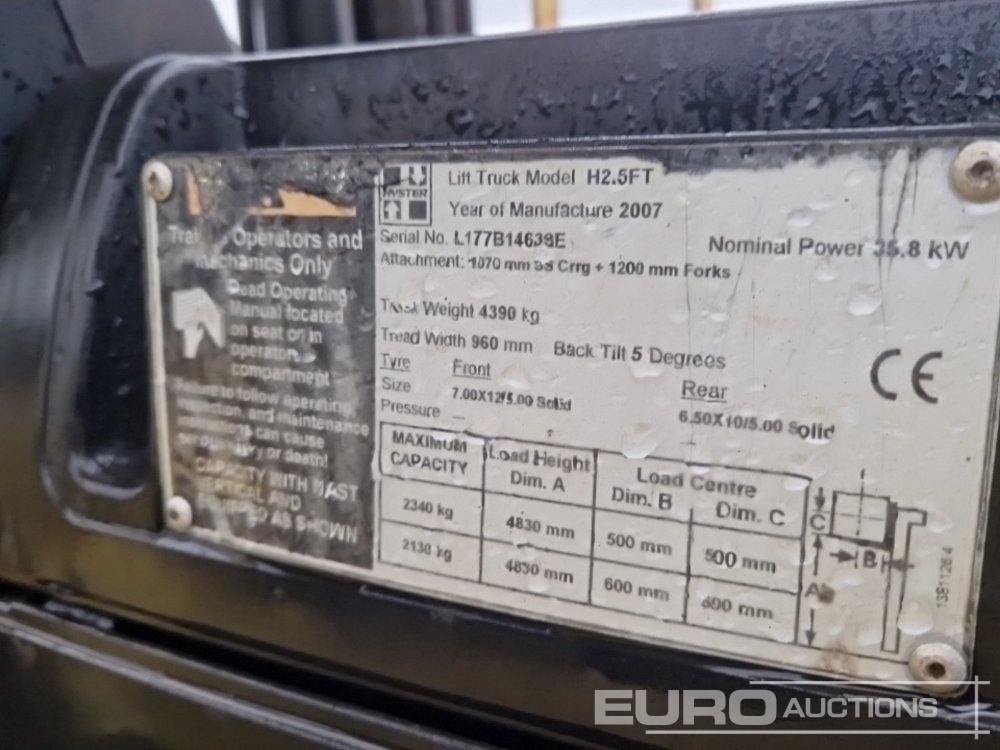 HYSTER
Lift Truck Model H2.5FT
Year of Manufacture 2007
Serial No. L177B14639E
Nominal Power 35.8 kW
Attachment: 1070 mm SS Crrg + 1200 mm Forks
Truck Weight 4390 kg
Tread Width 960 mm Back Tilt 5 Degrees
Tyre Front Rear
Size 7.00X12/5.00 Solid 6.50X10/5.00 Solid
Pressure
CE
MAXIMUM CAPACITY
Load Height Dim. A
Load Centre
Dim. B Dim. C
2340 kg 4830 mm 500 mm 500 mm
2130 kg 4830 mm 600 mm 600 mm
C
B
A
Operators and
Mechanics Only
Read Operating
Manual located
on seat or in
operators
compartment
Failure to follow operating,
inspection, and maintenance
instructions can cause
serious injury or death!
CAPACITY WITH MAST
VERTICAL AND
EQUIPPED AS SHOWN
EURO AUCTIONS